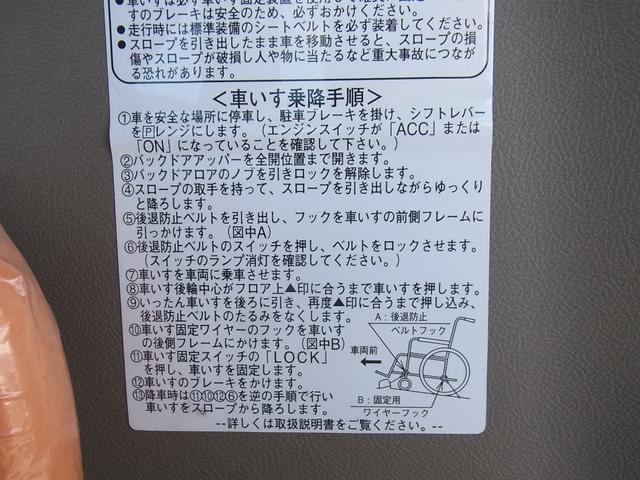 すのブレーキは安全のため、必ずおかけください。
●走行時には標準装備のシートベルトを必ず装着してください。
●スロープを引き出したまま車を移動させると、スロープの損
傷やスロープが破損し人や物に当たるなど重大事故につなが
る恐れがあります。
＜車いす乗降手順＞
①車を安全な場所に停車し、駐車ブレーキを掛け、シフトレバー
を🄿レンジにします。（エンジンスイッチが「ACC」または
「ON」になっていることを確認して下さい。）
②バックドアアッパーを全開位置まで開きます。
③バックドアロアのノブを引きロックを解除します。
④スロープの取手を持って、スロープを引き出しながらゆっくり
と降ろします。
⑤後退防止ベルトを引き出し、フックを車いすの前側フレームに
引っかけます。（図中A）
⑥後退防止ベルトのスイッチを押し、ベルトをロックさせます。
（スイッチのランプ消灯を確認してください。）
⑦車いすを車両に乗車させます。
⑧車いす後輪中心がフロア上▲印に合うまで車いすを押します。
⑨いったん車いすを後ろに引き、再度▲印に合うまで押し込み、
後退防止ベルトのたるみをなくします。
⑩車いす固定ワイヤーのフックを車いす
の後側フレームにかけます。（図中B）
⑪車いす固定スイッチの「LOCK」
を押し、車いすを固定します。
⑫車いすのブレーキをかけます。
⑬降車時は⑪⑩⑫⑥を逆の手順で行い
車いすをスロープから降ろします。
A：後退防止
ベルトフック
車両前
B：固定用
ワイヤーフック
--詳しくは取扱説明書をご覧ください。--